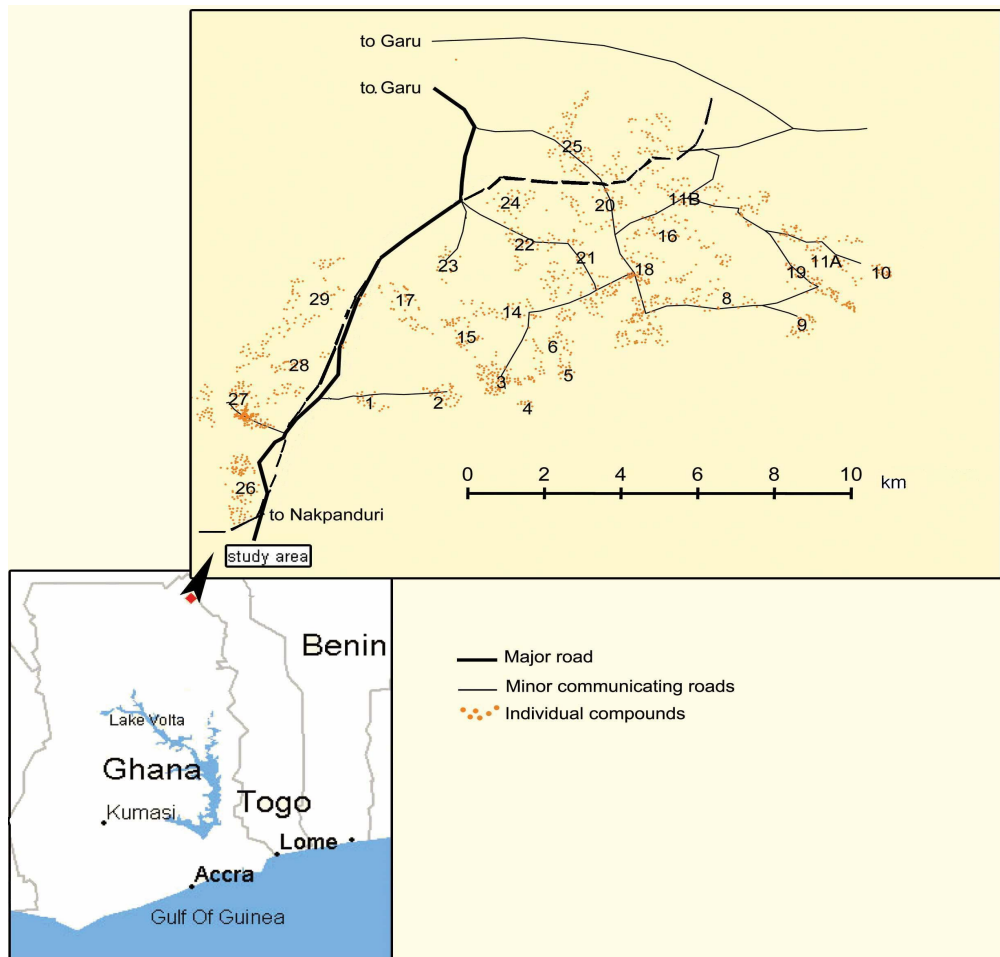 to Garu
to. Garu
25
24
20
11B
22
16
23
21
18
19
11A
10
29
17
14
8
15
6
9
28
3
5
27
1
2
4
26
0 2 4 6 8 10
km
to Nakpanduri
study area
Benin
Lake Volta
Ghana
Togo
Kumasi
Lome
Accra
Gulf Of Guinea
Major road
Minor communicating roads
Individual compounds